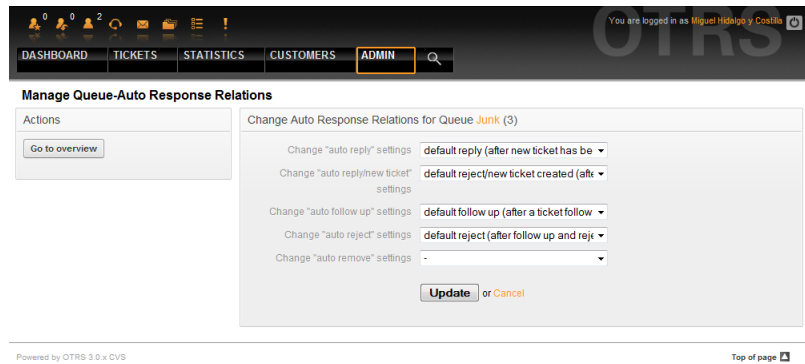 0 0 2
You are logged in as Miguel Hidalgo y Costilla
OTRS
DASHBOARD TICKETS STATISTICS CUSTOMERS ADMIN
Manage Queue-Auto Response Relations
Actions
Go to overview
Change Auto Response Relations for Queue Junk (3)
Change "auto reply" settings default reply (after new ticket has be
Change "auto reply/new ticket" settings default reject/new ticket created (afte
Change "auto follow up" settings default follow up (after a ticket follow
Change "auto reject" settings default reject (after follow up and reje
Change "auto remove" settings -
Update or Cancel
Powered by OTRS 3.0.x CVS
Top of page